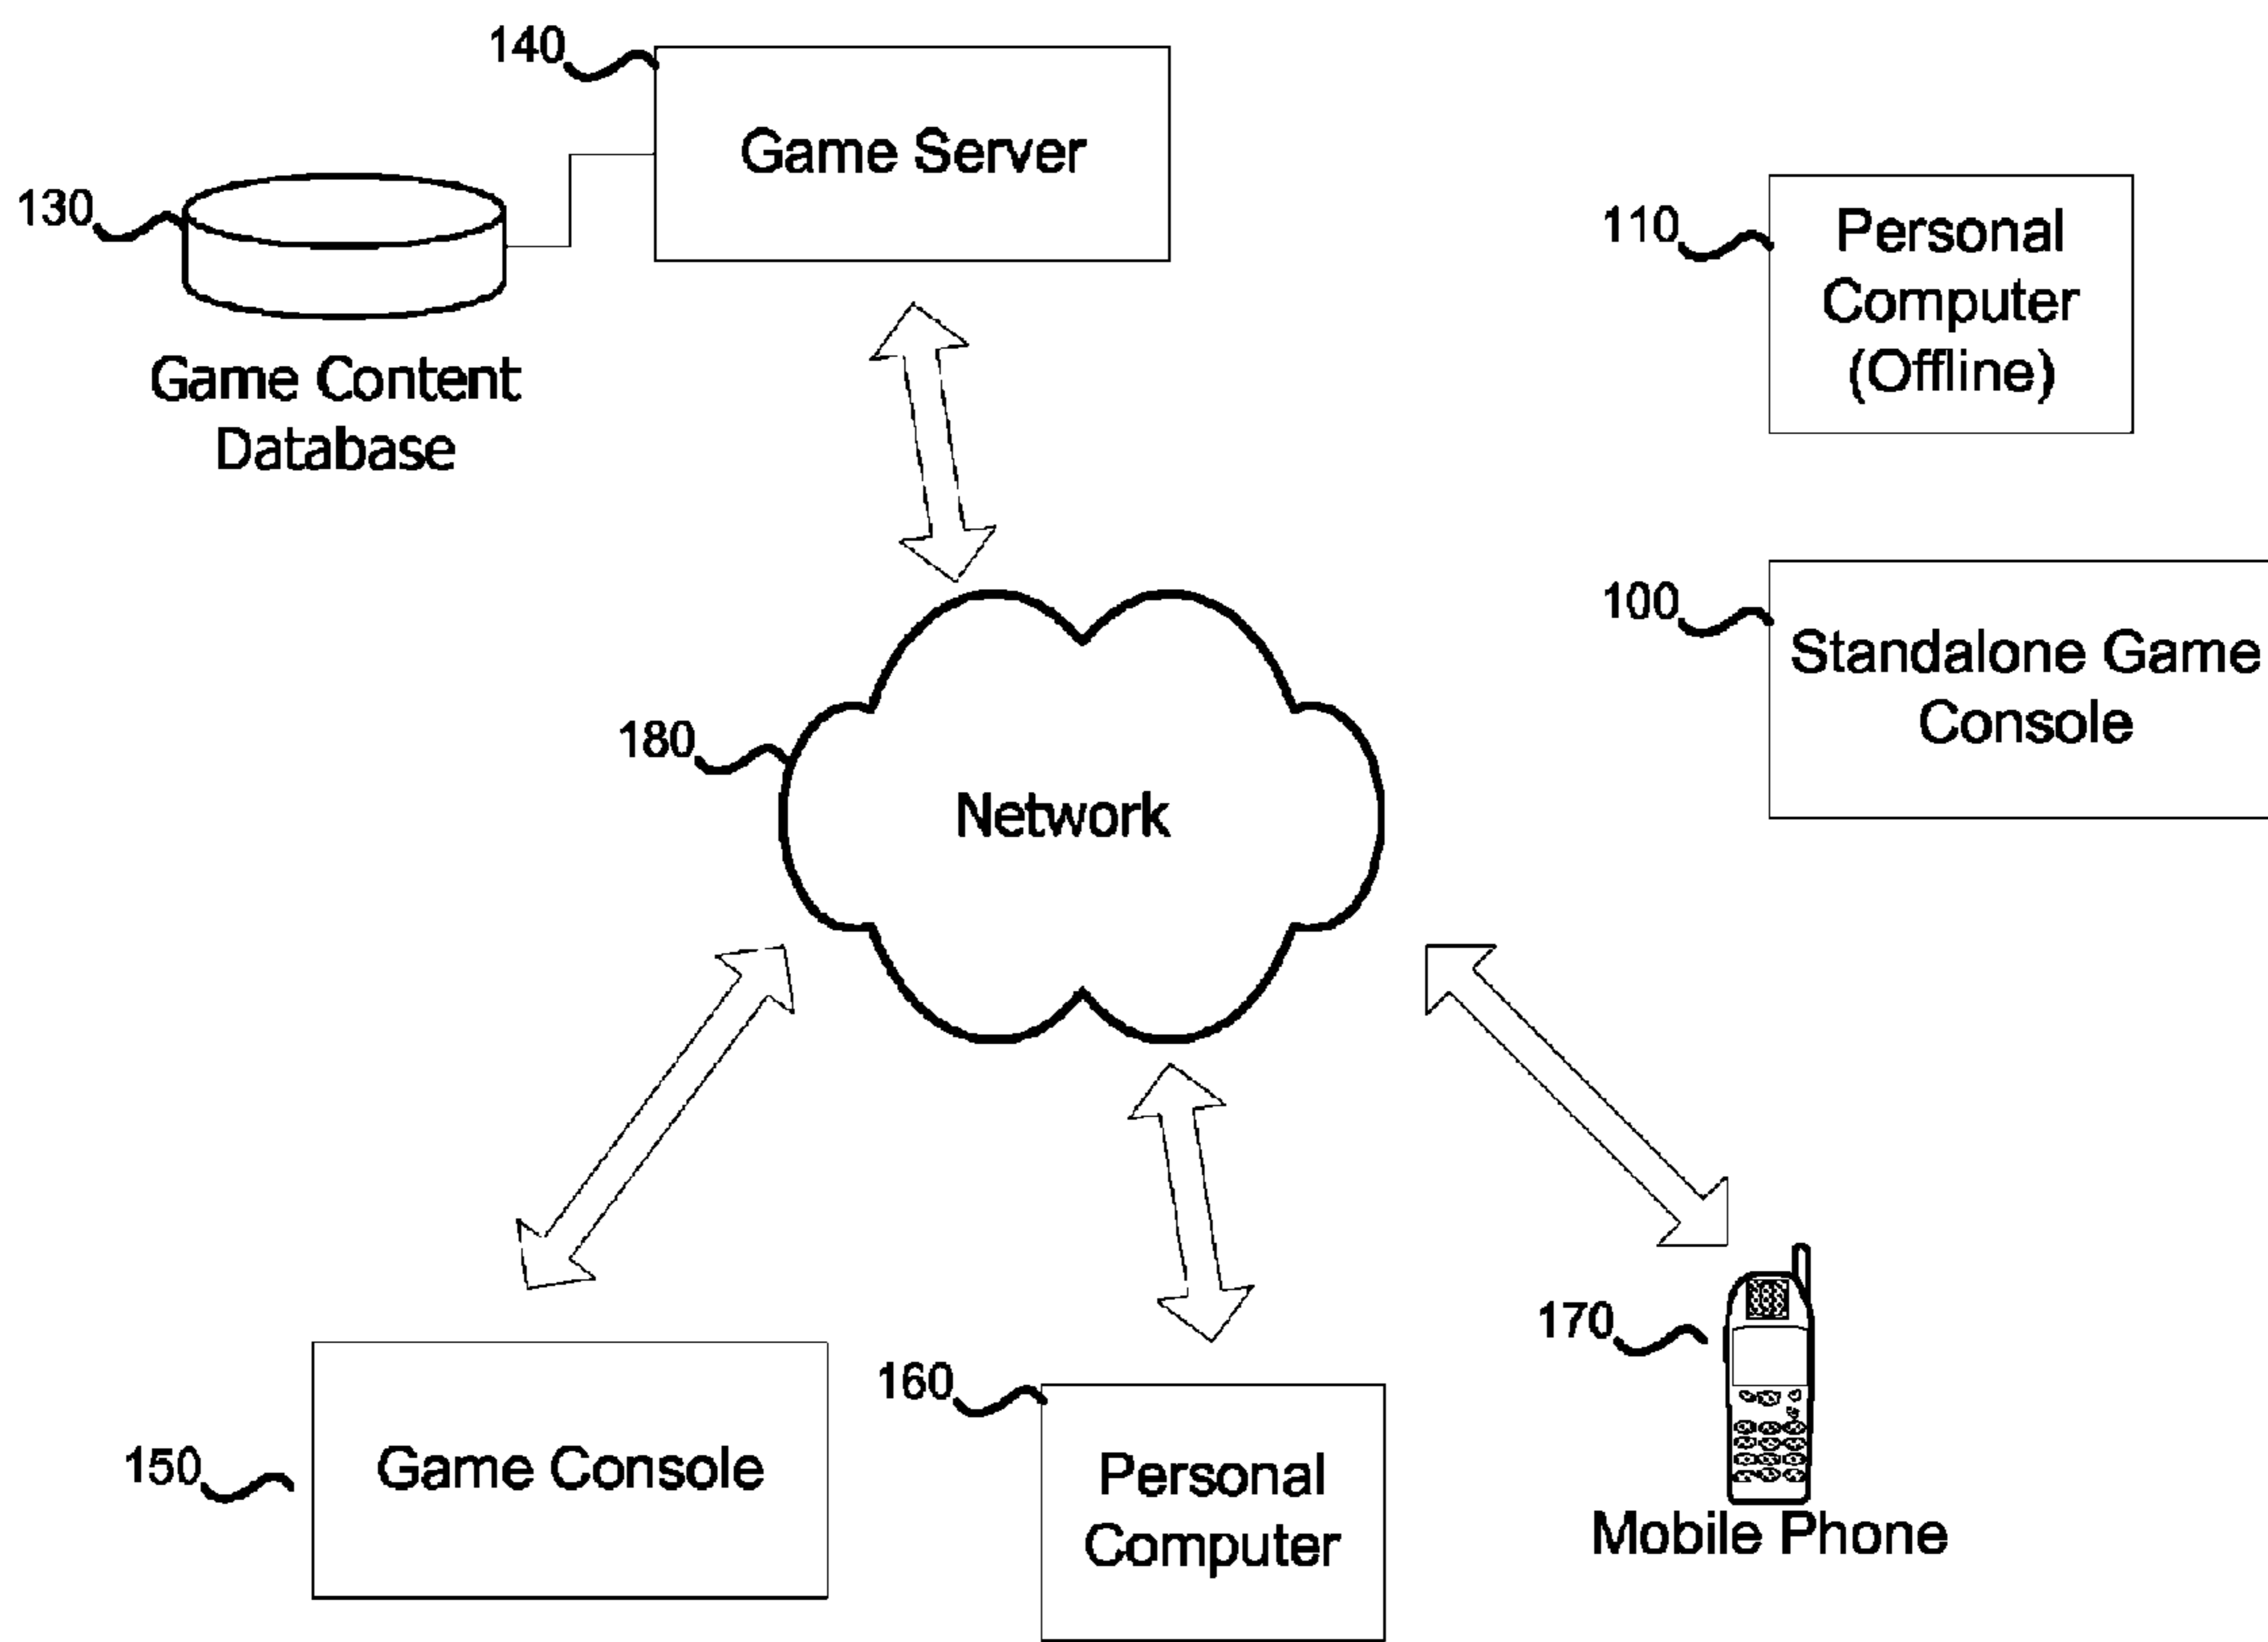 140
Game Server
130
Game Content
Database
110
Personal
Computer
(Offline)
100
Standalone Game
Console
180
Network
150
Game Console
160
Personal
Computer
170
Mobile Phone